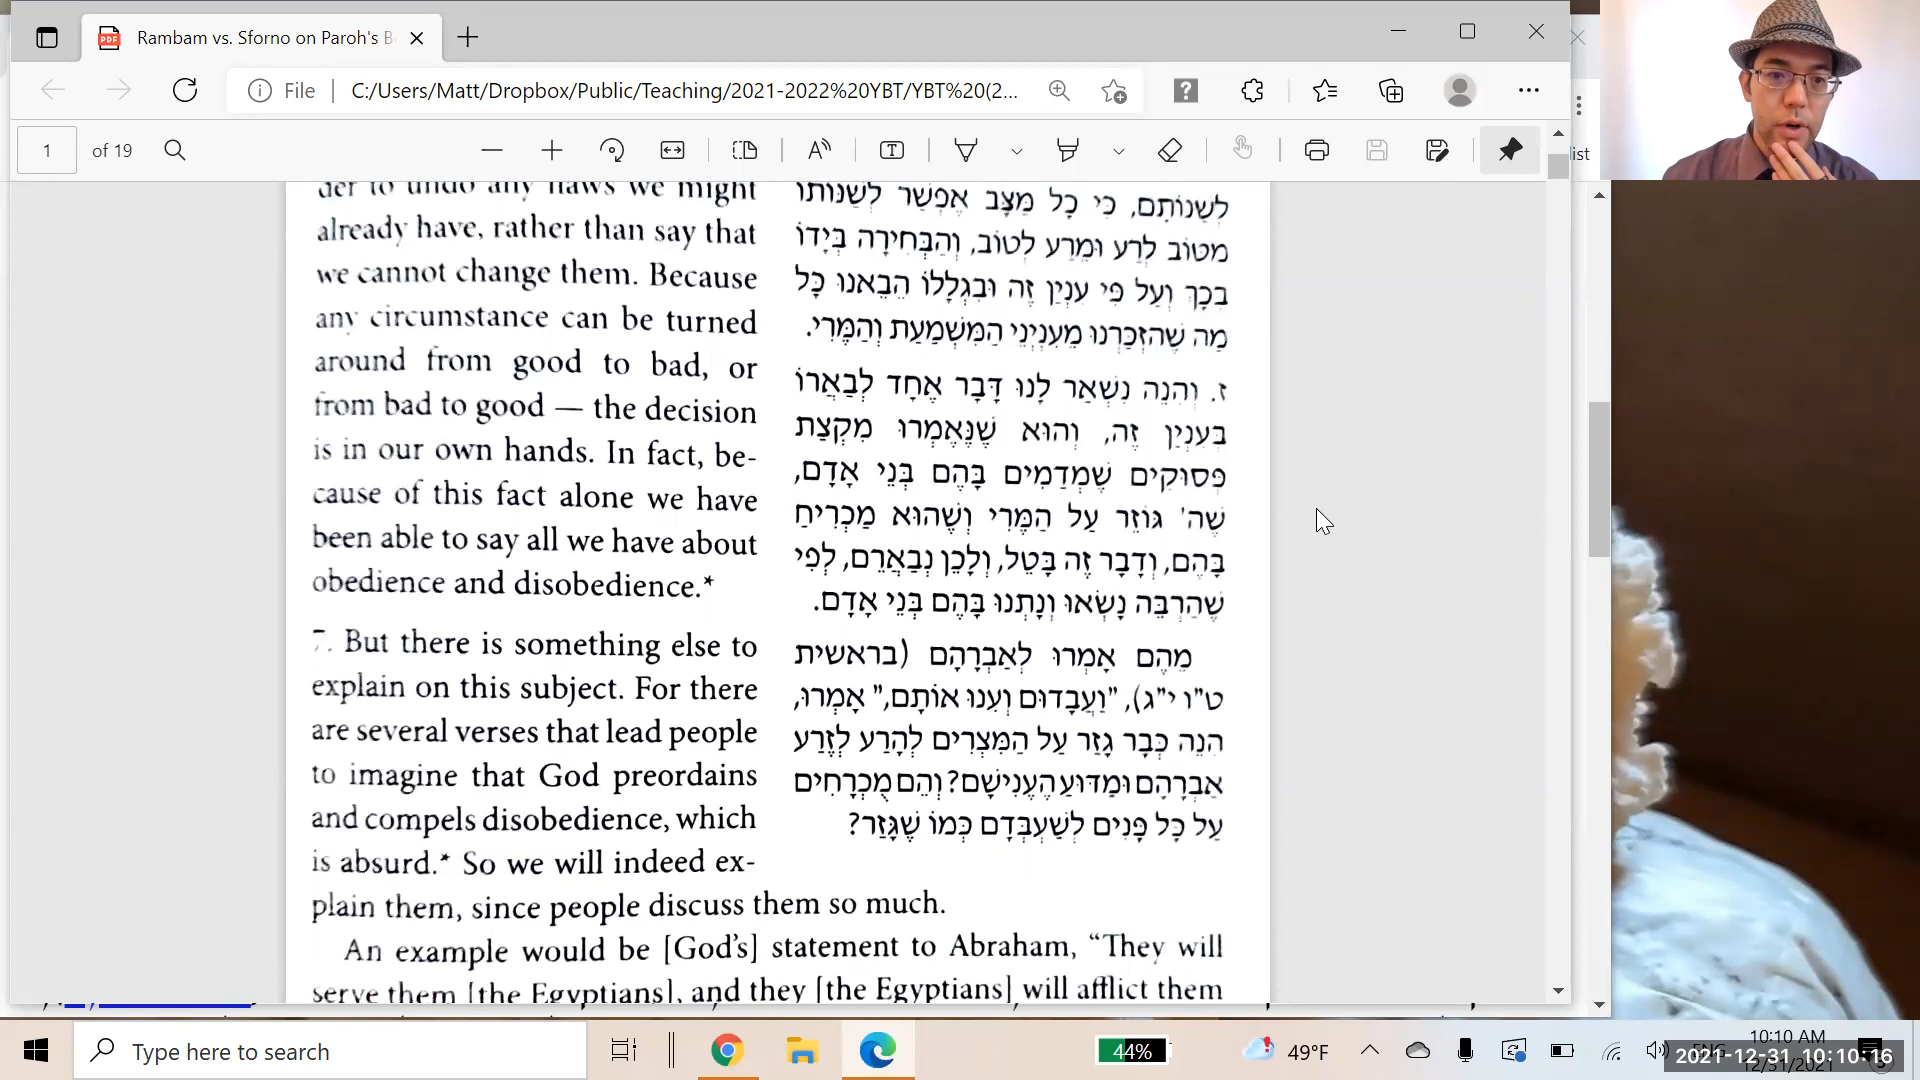 Rambam vs. Sforno on Paroh's B
File
C:/Users/Matt/Dropbox/Public/Teaching/2021-2022%20YBT/YBT%20(2...
1 of 19
list
der to undo any flaws we might
already have, rather than say that
we cannot change them. Because
any circumstance can be turned
around from good to bad, or
from bad to good — the decision
is in our own hands. In fact, be-
cause of this fact alone we have
been able to say all we have about
obedience and disobedience.*
7. But there is something else to
explain on this subject. For there
are several verses that lead people
to imagine that God preordains
and compels disobedience, which
is absurd.* So we will indeed ex-
plain them, since people discuss them so much.
An example would be [God's] statement to Abraham, “They will
serve them [the Egyptians], and they [the Egyptians] will afflict them
לְשַׁנּוֹתָם, כִּי כָל מַצָּב אֶפְשַׁר לְשַׁנּוֹתוֹ
מִטּוֹב לְרַע וּמֵרַע לְטוֹב, וְהַבְּחִירָה בְּיָדוֹ
בְּכָךְ וְעַל פִּי עִנְיַן זֶה וּבִגְלָלוֹ הֵבֵאנוּ כָּל
מַה שֶּׁהִזְכַּרְנוּ מֵעִנְיְנֵי הַמִּשְׁמַעַת וְהַמֶּרִי.
ז. וְהִנֵּה נִשְׁאַר לָנוּ דָּבָר אֶחָד לְבָאֲרוֹ
בְּעִנְיַן זֶה, וְהוּא שֶׁנֶּאֶמְרוּ מִקְצַת
פְּסוּקִים שֶׁמְּדַמִּים בָּהֶם בְּנֵי אָדָם,
שֶׁה' גּוֹזֵר עַל הַמֶּרִי וְשֶׁהוּא מַכְרִיחַ
בָּהֶם, וְדָבָר זֶה בָּטֵל, וְלָכֵן נְבָאֲרֵם, לְפִי
שֶׁהַרְבֵּה נָשְׂאוּ וְנָתְנוּ בָּהֶם בְּנֵי אָדָם.
מֵהֶם אָמְרוּ לְאַבְרָהָם (בראשית
ט"ו י"ג), "וַעֲבָדוּם וְעִנּוּ אוֹתָם," אָמְרוּ,
הִנֵּה כְּבָר גָּזַר עַל הַמִּצְרִים לְהָרַע לְזֶרַע
אַבְרָהָם וּמַדּוּעַ הֶעֱנִישָׁם? וְהֵם מֻכְרָחִים
עַל כָּל פָּנִים לְשַׁעְבְּדָם כְּמוֹ שֶׁגָּזַר?
Type here to search
44%
49°F
10:10 AM
2021-12-31 10:10:16